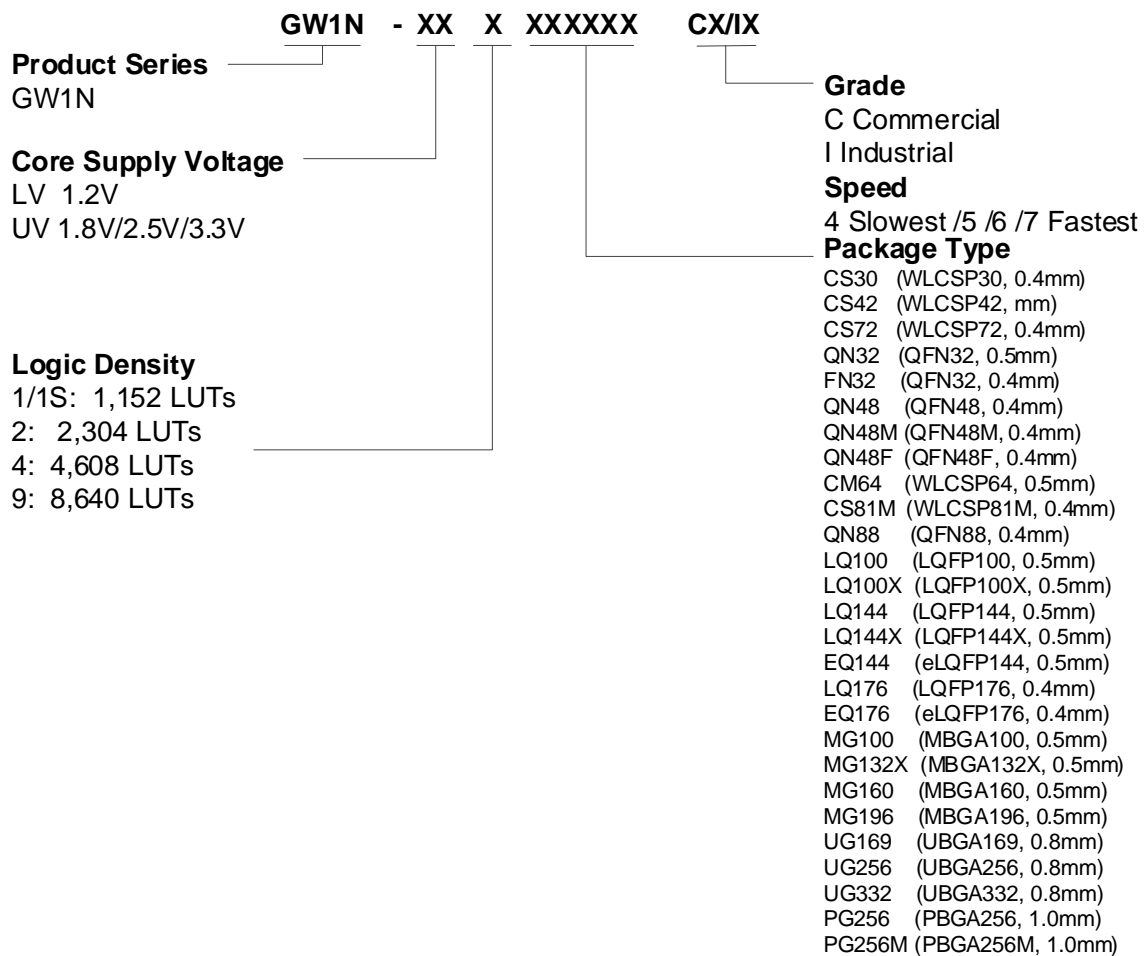 GW1N - XX X XXXXXX CX/IX
Product Series
GW1N
Core Supply Voltage
LV 1.2V
UV 1.8V/2.5V/3.3V
Logic Density
1/1S: 1,152 LUTs
2: 2,304 LUTs
4: 4,608 LUTs
9: 8,640 LUTs
Grade
C Commercial
I Industrial
Speed
4 Slowest /5 /6 /7 Fastest
Package Type
CS30 (WLCSP30, 0.4mm)
CS42 (WLCSP42, mm)
CS72 (WLCSP72, 0.4mm)
QN32 (QFN32, 0.5mm)
FN32 (QFN32, 0.4mm)
QN48 (QFN48, 0.4mm)
QN48M (QFN48M, 0.4mm)
QN48F (QFN48F, 0.4mm)
CM64 (WLCSP64, 0.5mm)
CS81M (WLCSP81M, 0.4mm)
QN88 (QFN88, 0.4mm)
LQ100 (LQFP100, 0.5mm)
LQ100X (LQFP100X, 0.5mm)
LQ144 (LQFP144, 0.5mm)
LQ144X (LQFP144X, 0.5mm)
EQ144 (eLQFP144, 0.5mm)
LQ176 (LQFP176, 0.4mm)
EQ176 (eLQFP176, 0.4mm)
MG100 (MBGA100, 0.5mm)
MG132X (MBGA132X, 0.5mm)
MG160 (MBGA160, 0.5mm)
MG196 (MBGA196, 0.5mm)
UG169 (UBGA169, 0.8mm)
UG256 (UBGA256, 0.8mm)
UG332 (UBGA332, 0.8mm)
PG256 (PBGA256, 1.0mm)
PG256M (PBGA256M, 1.0mm)